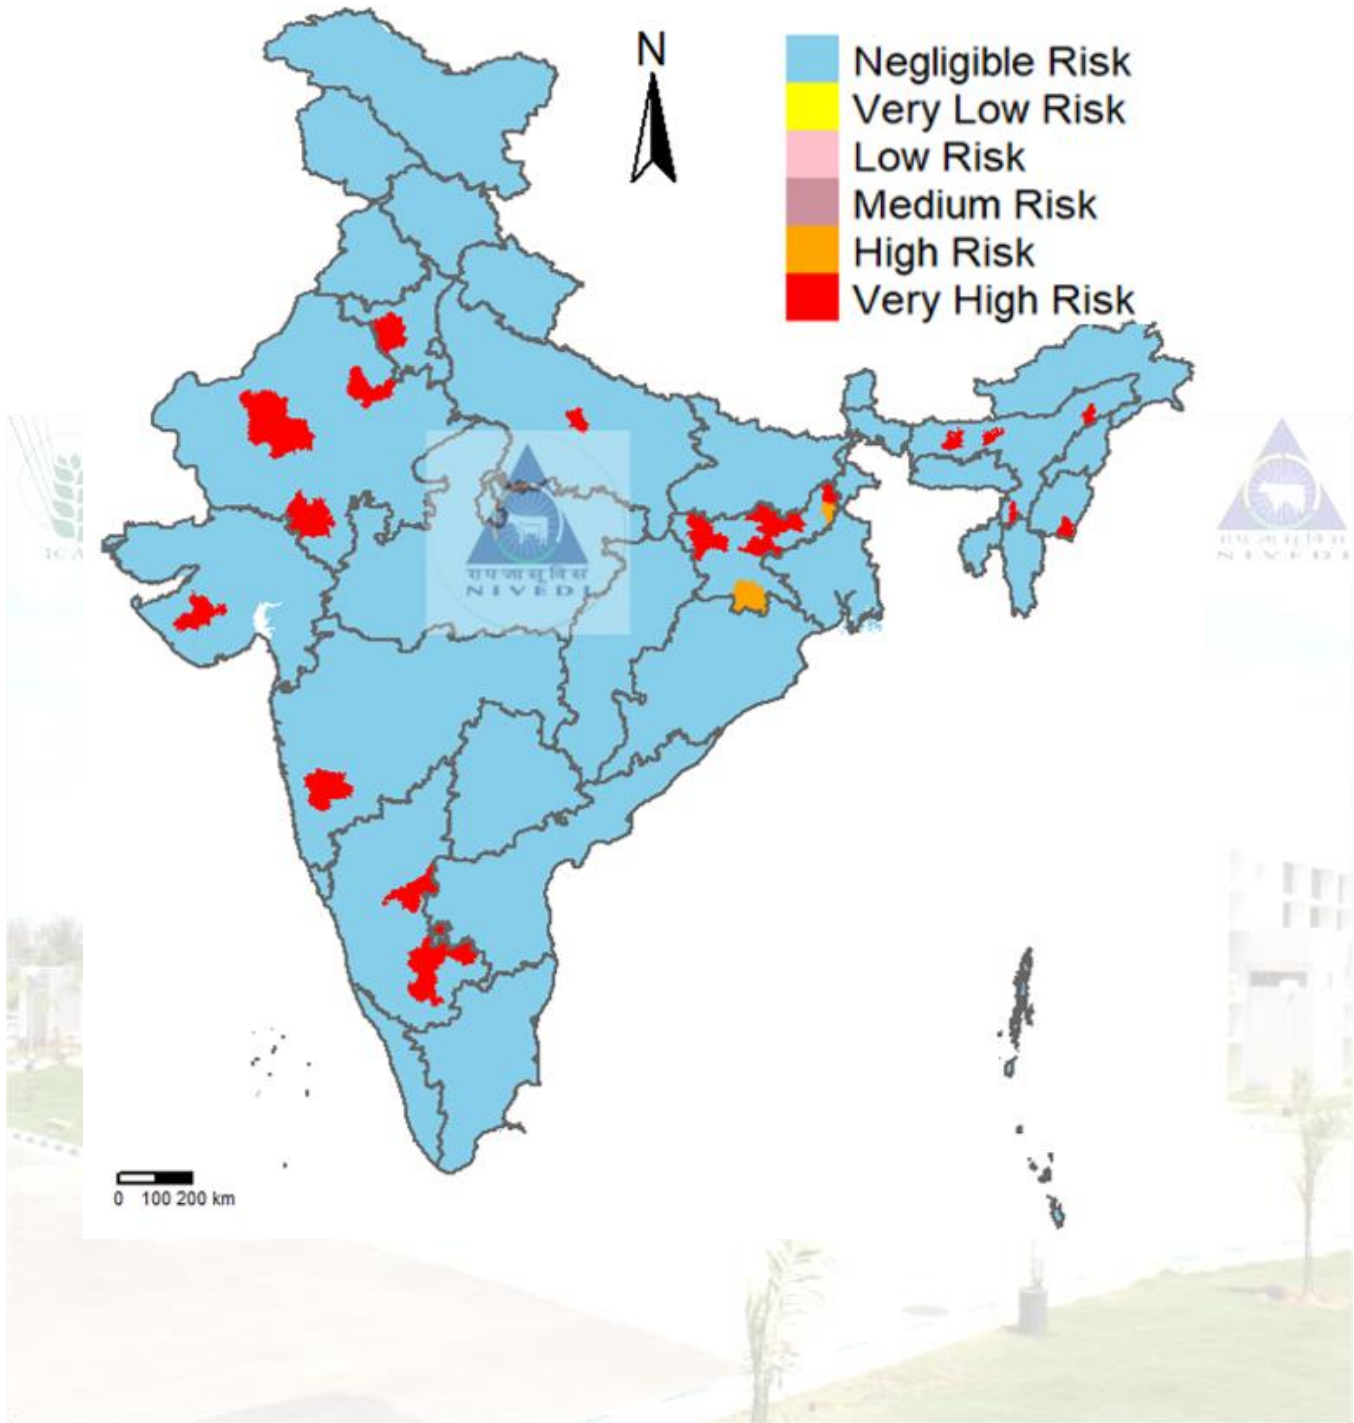 N
Negligible Risk
Very Low Risk
Low Risk
Medium Risk
High Risk
Very High Risk
राप जा सू वि स
NIVEDI
राप जा सू वि स
NIVEDI
0 100 200 km